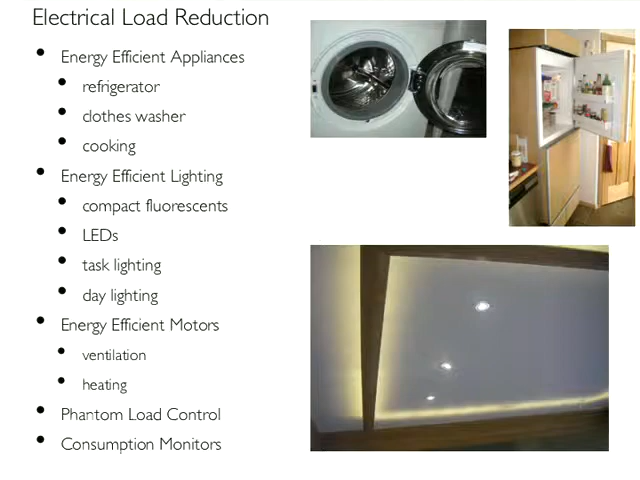 Electrical Load Reduction
• Energy Efficient Appliances
• refrigerator
• clothes washer
• cooking
• Energy Efficient Lighting
• compact fluorescents
• LEDs
• task lighting
• day lighting
• Energy Efficient Motors
• ventilation
• heating
• Phantom Load Control
• Consumption Monitors